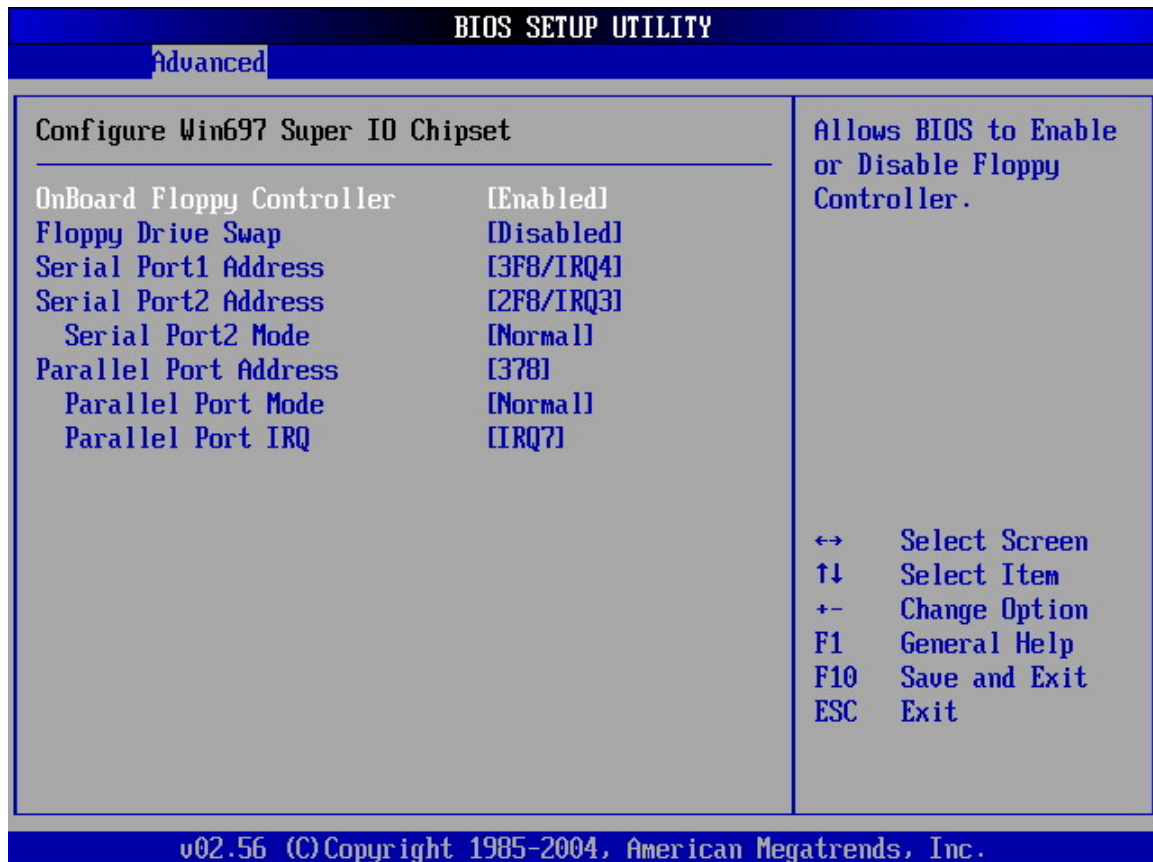 BIOS SETUP UTILITY
Advanced
Configure Win697 Super IO Chipset
OnBoard Floppy Controller [Enabled]
Floppy Drive Swap [Disabled]
Serial Port1 Address [3F8/IRQ4]
Serial Port2 Address [2F8/IRQ3]
Serial Port2 Mode [Normal]
Parallel Port Address [378]
Parallel Port Mode [Normal]
Parallel Port IRQ [IRQ7]
Allows BIOS to Enable
or Disable Floppy
Controller.
←→ Select Screen
↑↓ Select Item
+- Change Option
F1 General Help
F10 Save and Exit
ESC Exit
v02.56 (C)Copyright 1985-2004, American Megatrends, Inc.